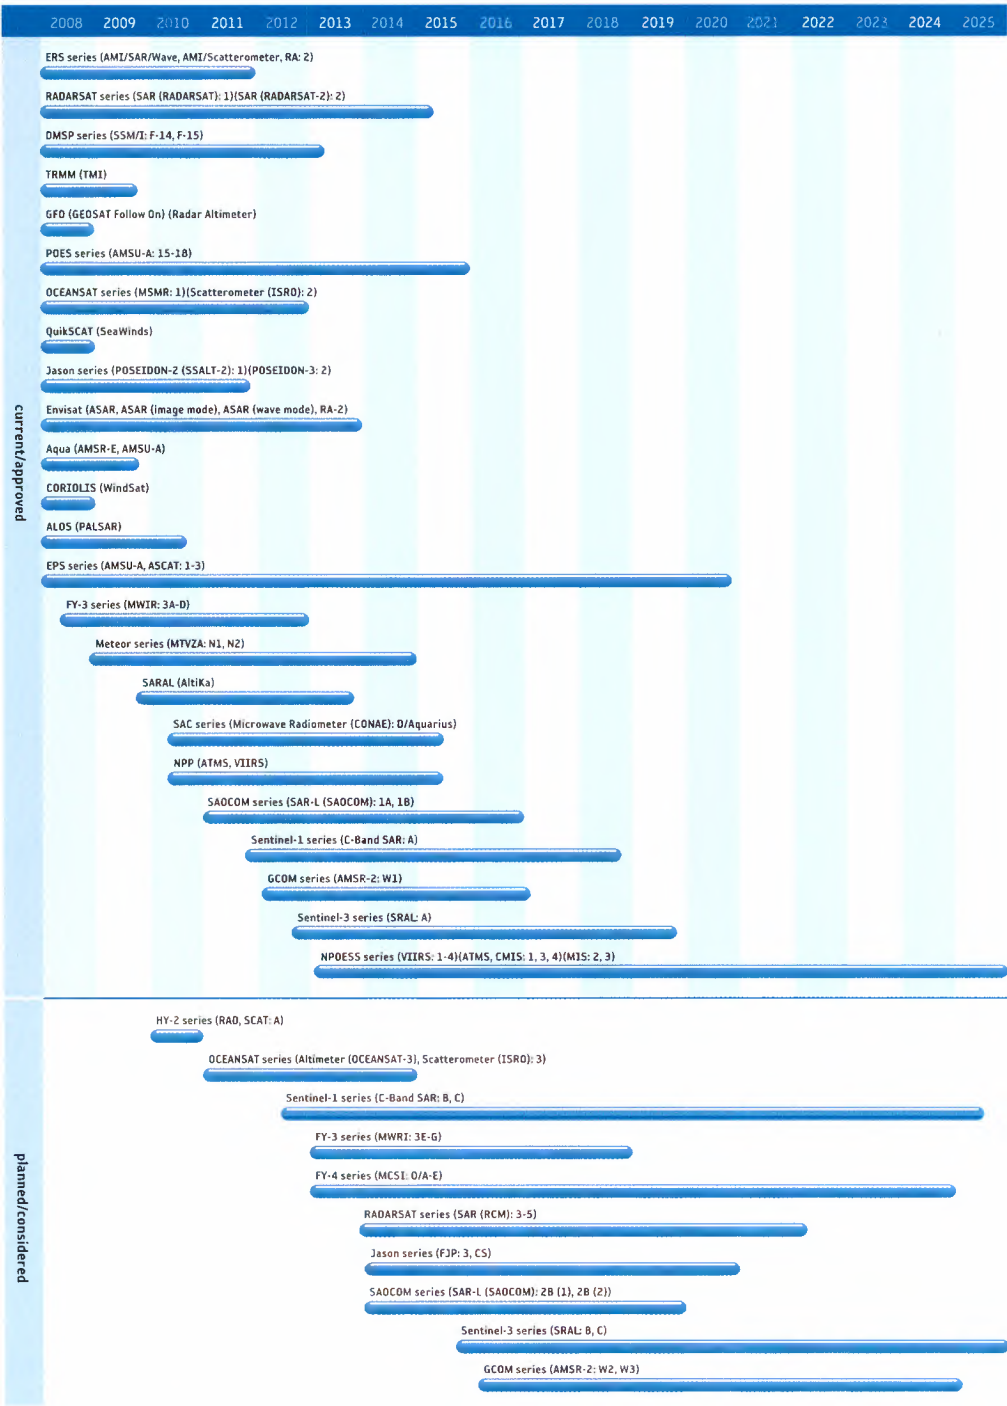 2008 2009 2010 2011 2012 2013 2014 2015 2016 2017 2018 2019 2020 2021 2022 2023 2024 2025
current/approved
ERS series (AMI/SAR/Wave, AMI/Scatterometer, RA: 2)
RADARSAT series (SAR (RADARSAT): 1)(SAR (RADARSAT-2): 2)
DMSP series (SSM/I: F-14, F-15)
TRMM (TMI)
GFO (GEOSAT Follow On) (Radar Altimeter)
POES series (AMSU-A: 15-18)
OCEANSAT series (MSMR: 1)(Scatterometer (ISRO): 2)
QuikSCAT (SeaWinds)
Jason series (POSEIDON-2 (SSALT-2): 1)(POSEIDON-3: 2)
Envisat (ASAR, ASAR (image mode), ASAR (wave mode), RA-2)
Aqua (AMSR-E, AMSU-A)
CORIOLIS (WindSat)
ALOS (PALSAR)
EPS series (AMSU-A, ASCAT: 1-3)
FY-3 series (MWIR: 3A-D)
Meteor series (MTVZA: N1, N2)
SARAL (AltiKa)
SAC series (Microwave Radiometer (CONAE): D/Aquarius)
NPP (ATMS, VIIRS)
SAOCOM series (SAR-L (SAOCOM): 1A, 1B)
Sentinel-1 series (C-Band SAR: A)
GCOM series (AMSR-2: W1)
Sentinel-3 series (SRAL: A)
NPOESS series (VIIRS: 1-4)(ATMS, CMIS: 1, 3, 4)(MIS: 2, 3)
planned/considered
HY-2 series (RAD, SCAT: A)
OCEANSAT series (Altimeter (OCEANSAT-3), Scatterometer (ISRO): 3)
Sentinel-1 series (C-Band SAR: B, C)
FY-3 series (MWRI: 3E-G)
FY-4 series (MCSI: O/A-E)
RADARSAT series (SAR (RCM): 3-5)
Jason series (FJP: 3, CS)
SAOCOM series (SAR-L (SAOCOM): 2B (1), 2B (2))
Sentinel-3 series (SRAL: B, C)
GCOM series (AMSR-2: W2, W3)